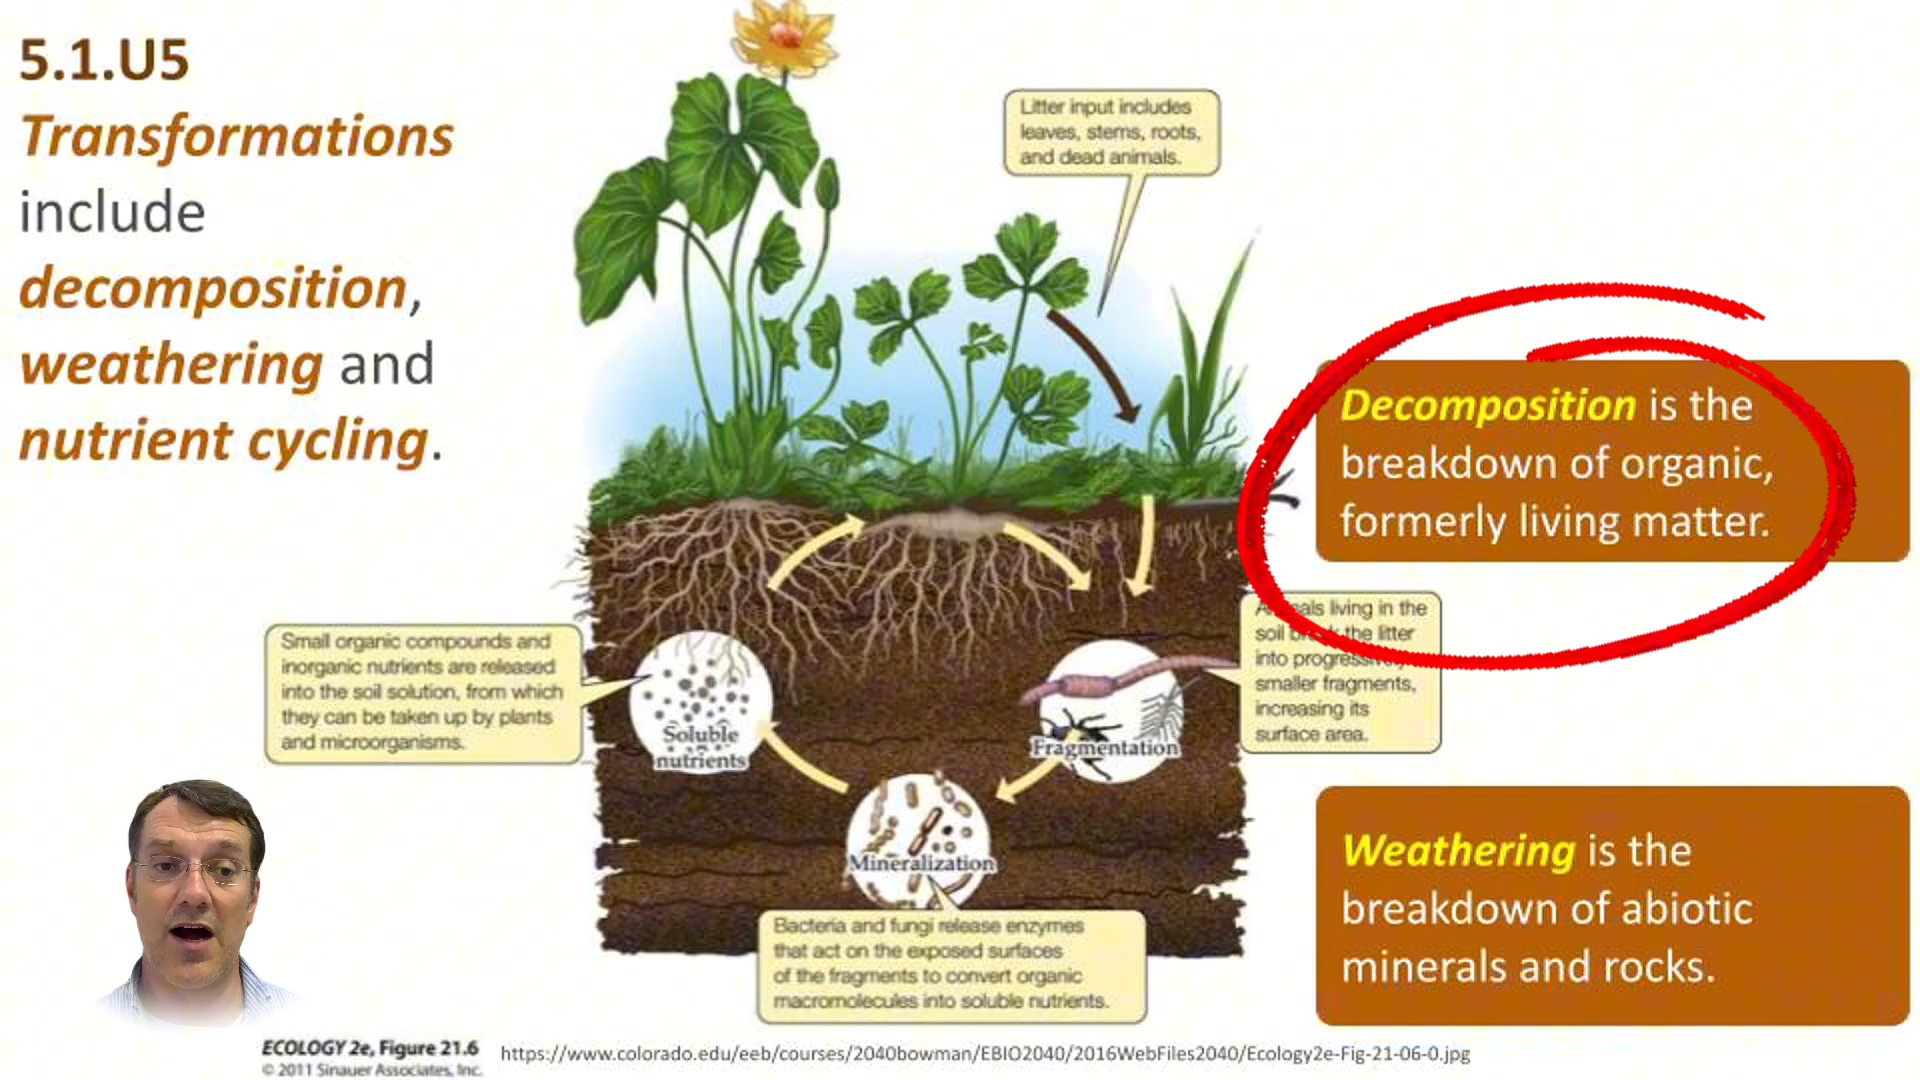 5.1.U5
Transformations
include
decomposition,
weathering and
nutrient cycling.
Litter input includes
leaves, stems, roots,
and dead animals.
Decomposition is the
breakdown of organic,
formerly living matter.
Small organic compounds and
inorganic nutrients are released
into the soil solution, from which
they can be taken up by plants
and microorganisms.
Soluble
nutrients
Fragmentation
Animals living in the
soil break the litter
into progressively
smaller fragments,
increasing its
surface area.
Mineralization
Bacteria and fungi release enzymes
that act on the exposed surfaces
of the fragments to convert organic
macromolecules into soluble nutrients.
Weathering is the
breakdown of abiotic
minerals and rocks.
ECOLOGY 2e, Figure 21.6
© 2011 Sinauer Associates, Inc.
https://www.colorado.edu/eeb/courses/2040bowman/EBIO2040/2016WebFiles2040/Ecology2e-Fig-21-06-0.jpg